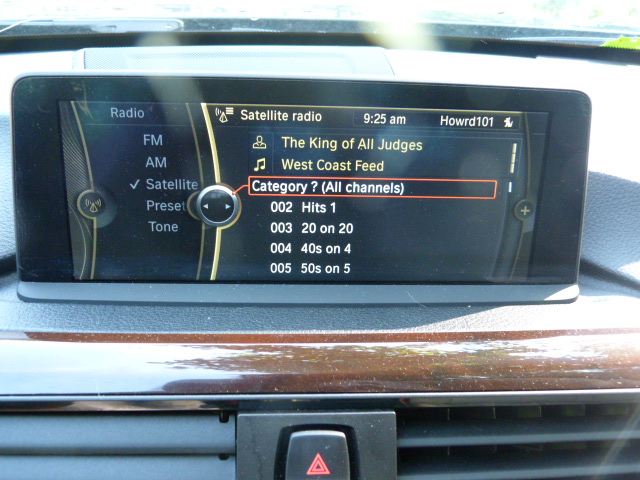 Radio
FM
AM
Satellite
Preset
Tone
Satellite radio 9:25 am Howrd101
The King of All Judges
West Coast Feed
Category ? (All channels)
002 Hits 1
003 20 on 20
004 40s on 4
005 50s on 5